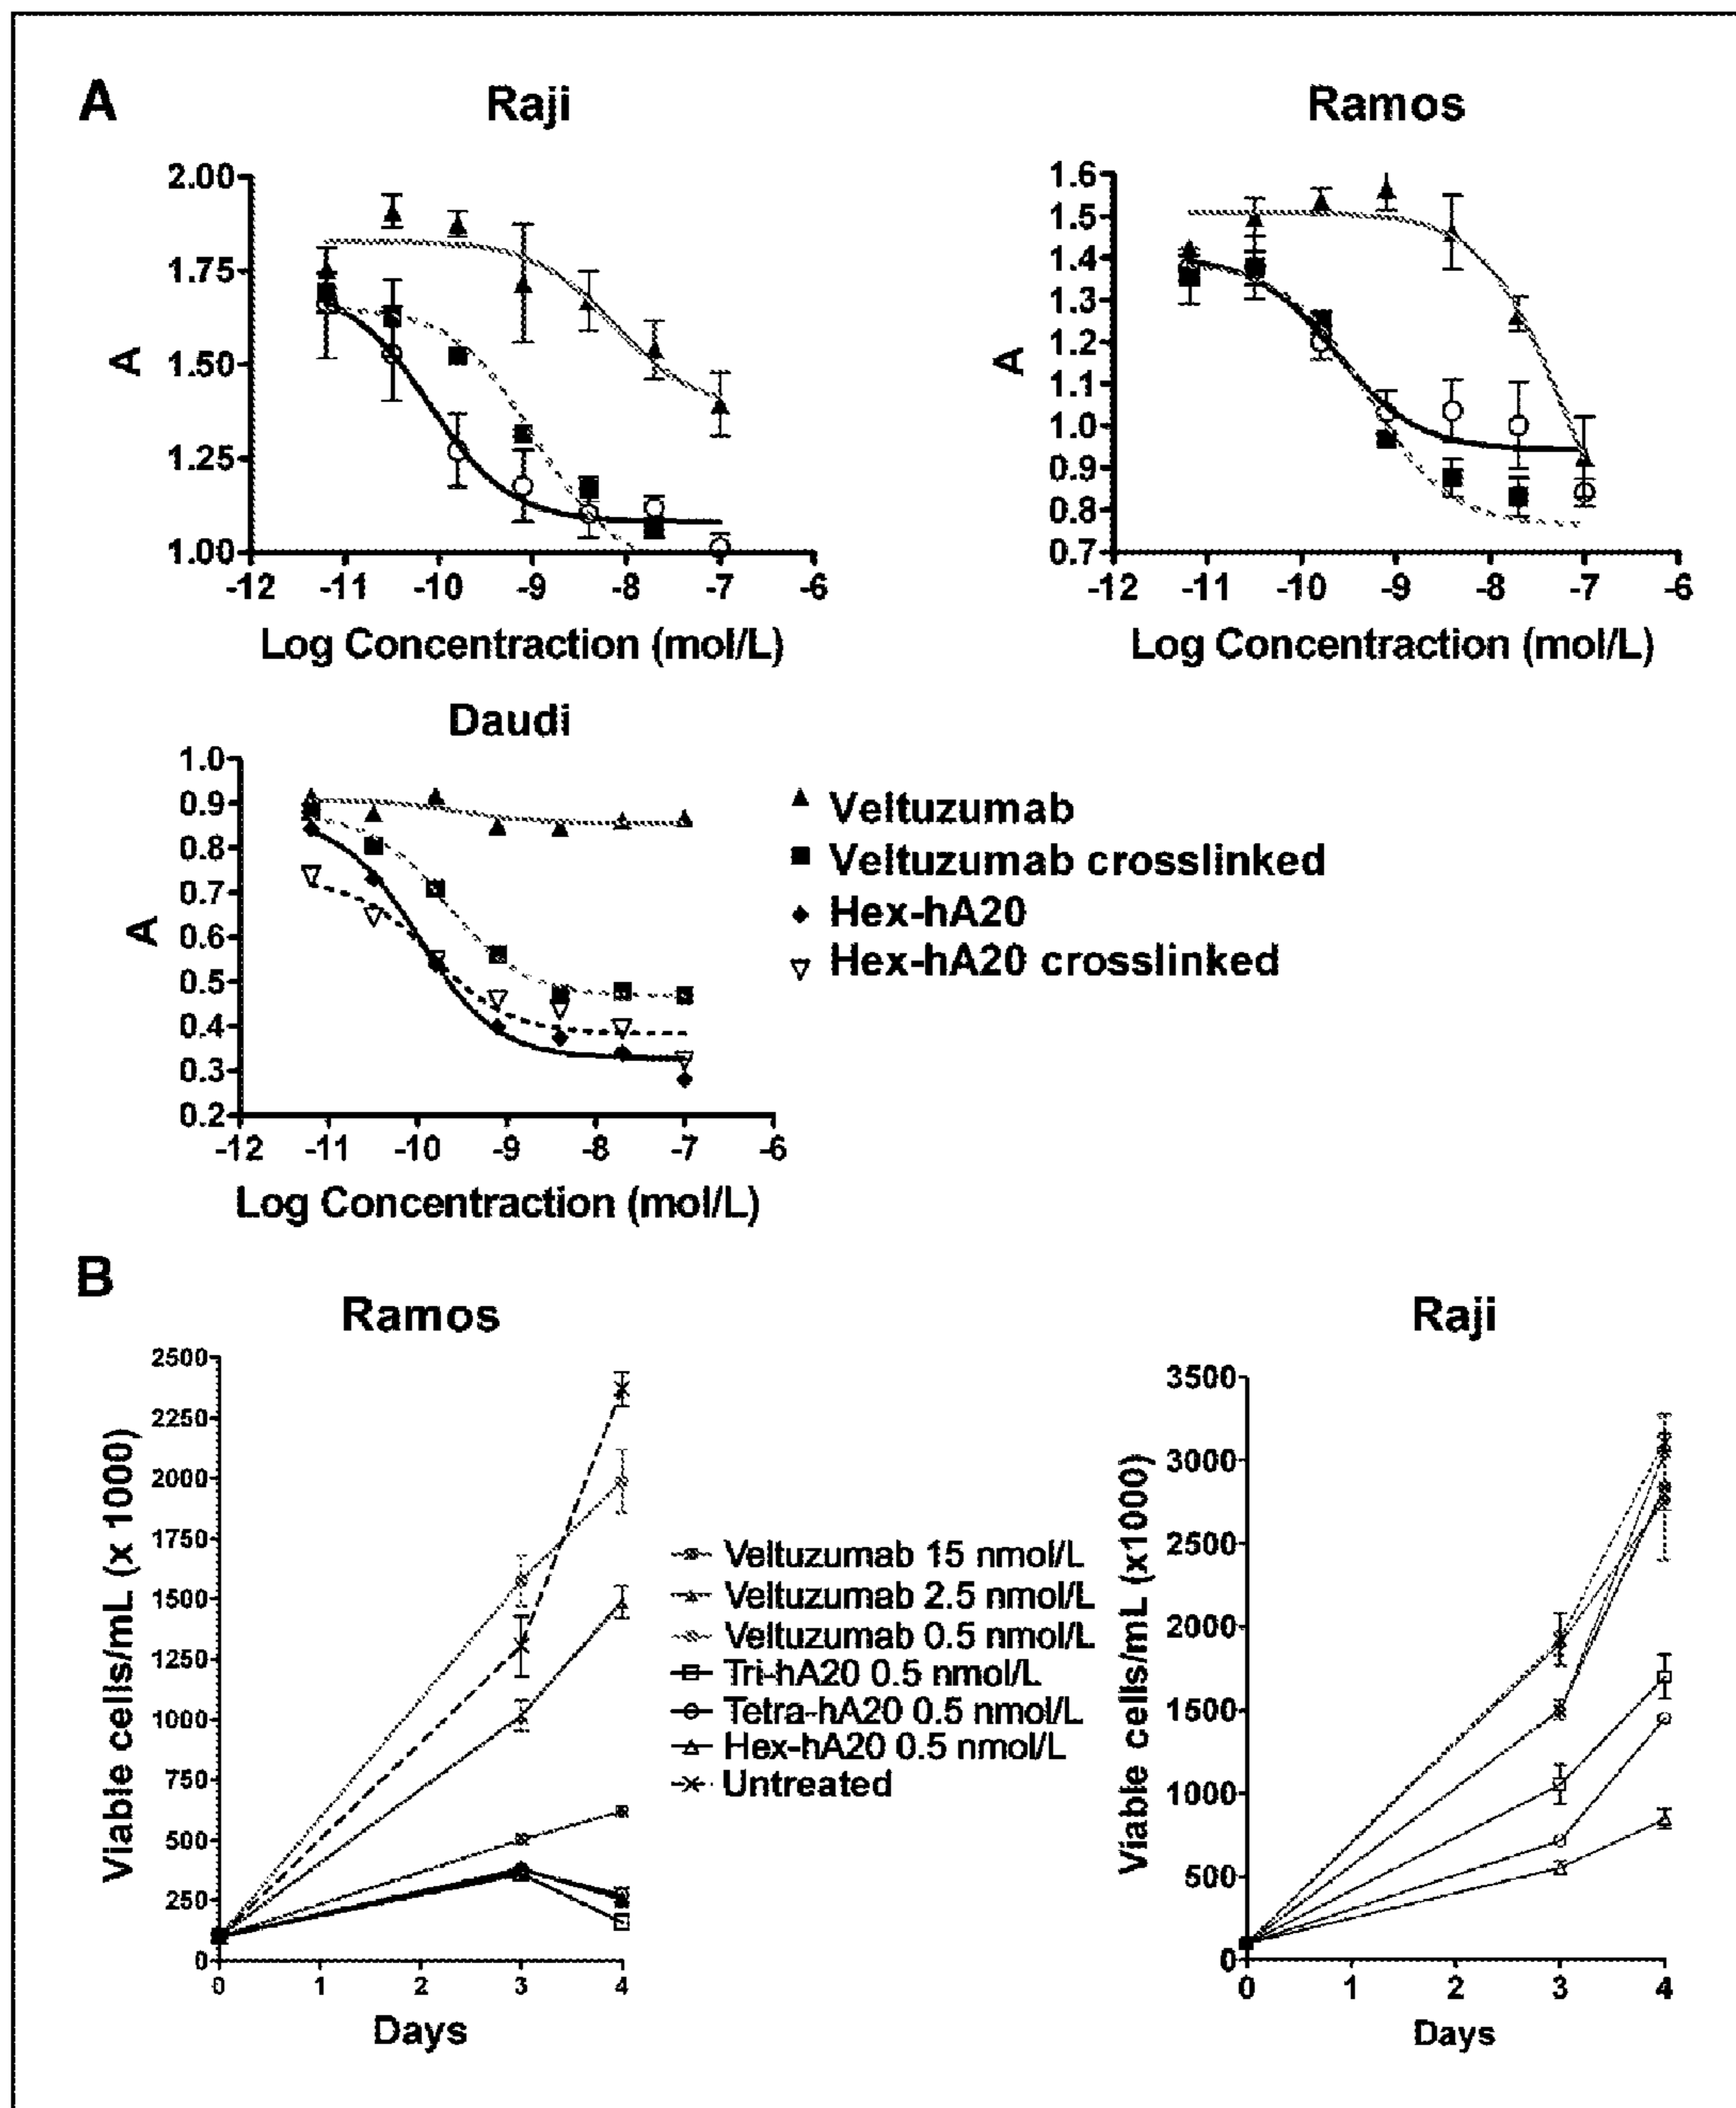 A
Raji
2.00
1.75
1.50
1.25
1.00
A
-12 -11 -10 -9 -8 -7 -6
Log Concentraction (mol/L)
Ramos
1.6
1.5
1.4
1.3
1.2
1.1
1.0
0.9
0.8
0.7
A
-12 -11 -10 -9 -8 -7 -6
Log Concentraction (mol/L)
Daudi
1.0
0.9
0.8
0.7
0.6
0.5
0.4
0.3
0.2
A
-12 -11 -10 -9 -8 -7 -6
Log Concentraction (mol/L)
Veltuzumab
Veltuzumab crosslinked
Hex-hA20
Hex-hA20 crosslinked
B
Ramos
2500
2250
2000
1750
1500
1250
1000
750
500
250
0
Viable cells/mL (x 1000)
0 1 2 3 4
Days
Veltuzumab 15 nmol/L
Veltuzumab 2.5 nmol/L
Veltuzumab 0.5 nmol/L
Tri-hA20 0.5 nmol/L
Tetra-hA20 0.5 nmol/L
Hex-hA20 0.5 nmol/L
Untreated
Raji
3500
3000
2500
2000
1500
1000
500
0
Viable cells/mL (x1000)
0 1 2 3 4
Days